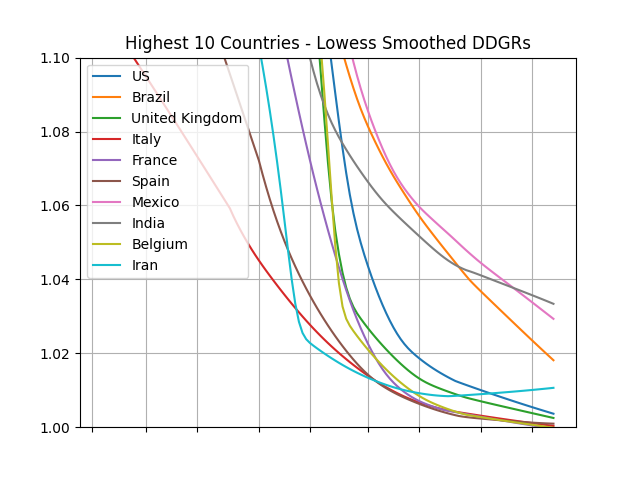 Highest 10 Countries - Lowess Smoothed DDGRs
1.10
1.08
1.06
1.04
1.02
1.00
US
Brazil
United Kingdom
Italy
France
Spain
Mexico
India
Belgium
Iran